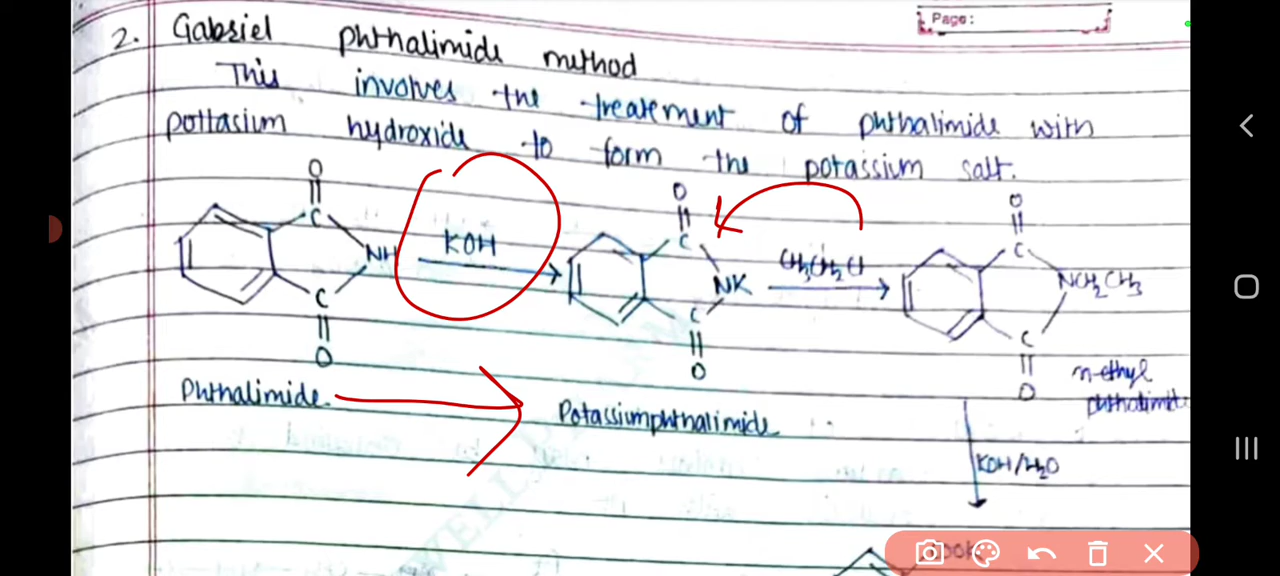 Page:
2. Gabriel phthalimide method
This involves the treatement of phthalimide with
pottasium hydroxide to form the potassium salt.
O O O
C C C
NH KOH NK CH3CH2Cl NCH2CH3
C C C
O O O
Phthalimide Potassiumphthalimide n-ethyl
phthalimide
KOH/H2O